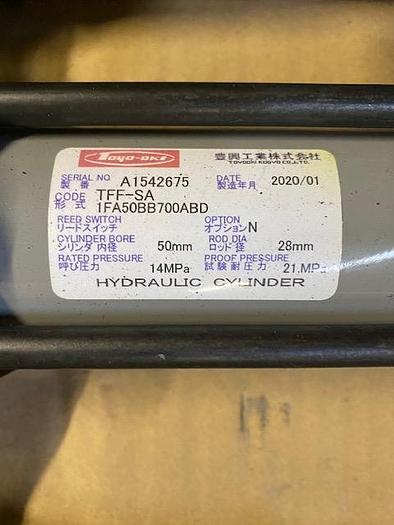 TOYO-OKI 豊興工業株式会社
TOYOOKI KOGYO CO.,LTD.
SERIAL NO A1542675 DATE 2020/01
製番 製造年月
CODE TFF-SA
形式 1FA50BB700ABD
REED SWITCH OPTION
リードスイッチ オプション N
CYLINDER BORE 50mm ROD DIA 28mm
シリンダ内径 ロッド径
RATED PRESSURE 14MPa PROOF PRESSURE 21.MPa
呼び圧力 試験耐圧力
HYDRAULIC CYLINDER